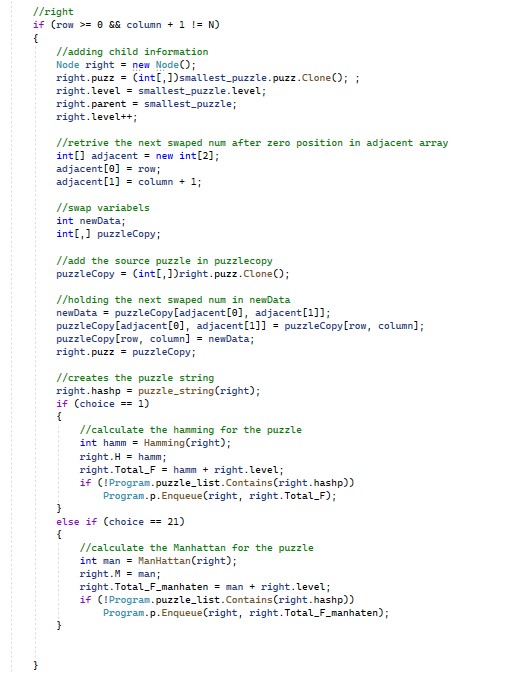 //right
if (row >= 0 && column + 1 != N)
{
//adding child information
Node right = new Node();
right.puzz = (int[,])smallest_puzzle.puzz.Clone(); ;
right.level = smallest_puzzle.level;
right.parent = smallest_puzzle;
right.level++;
//retrive the next swaped num after zero position in adjacent array
int[] adjacent = new int[2];
adjacent[0] = row;
adjacent[1] = column + 1;
//swap variabels
int newData;
int[,] puzzleCopy;
//add the source puzzle in puzzlecopy
puzzleCopy = (int[,])right.puzz.Clone();
//holding the next swaped num in newData
newData = puzzleCopy[adjacent[0], adjacent[1]];
puzzleCopy[adjacent[0], adjacent[1]] = puzzleCopy[row, column];
puzzleCopy[row, column] = newData;
right.puzz = puzzleCopy;
//creates the puzzle string
right.hashp = puzzle_string(right);
if (choice == 1)
{
//calculate the hamming for the puzzle
int hamm = Hamming(right);
right.H = hamm;
right.Total_F = hamm + right.level;
if (!Program.puzzle_list.Contains(right.hashp))
Program.p.Enqueue(right, right.Total_F);
}
else if (choice == 21)
{
//calculate the Manhattan for the puzzle
int man = ManHattan(right);
right.M = man;
right.Total_F_manhaten = man + right.level;
if (!Program.puzzle_list.Contains(right.hashp))
Program.p.Enqueue(right, right.Total_F_manhaten);
}
}